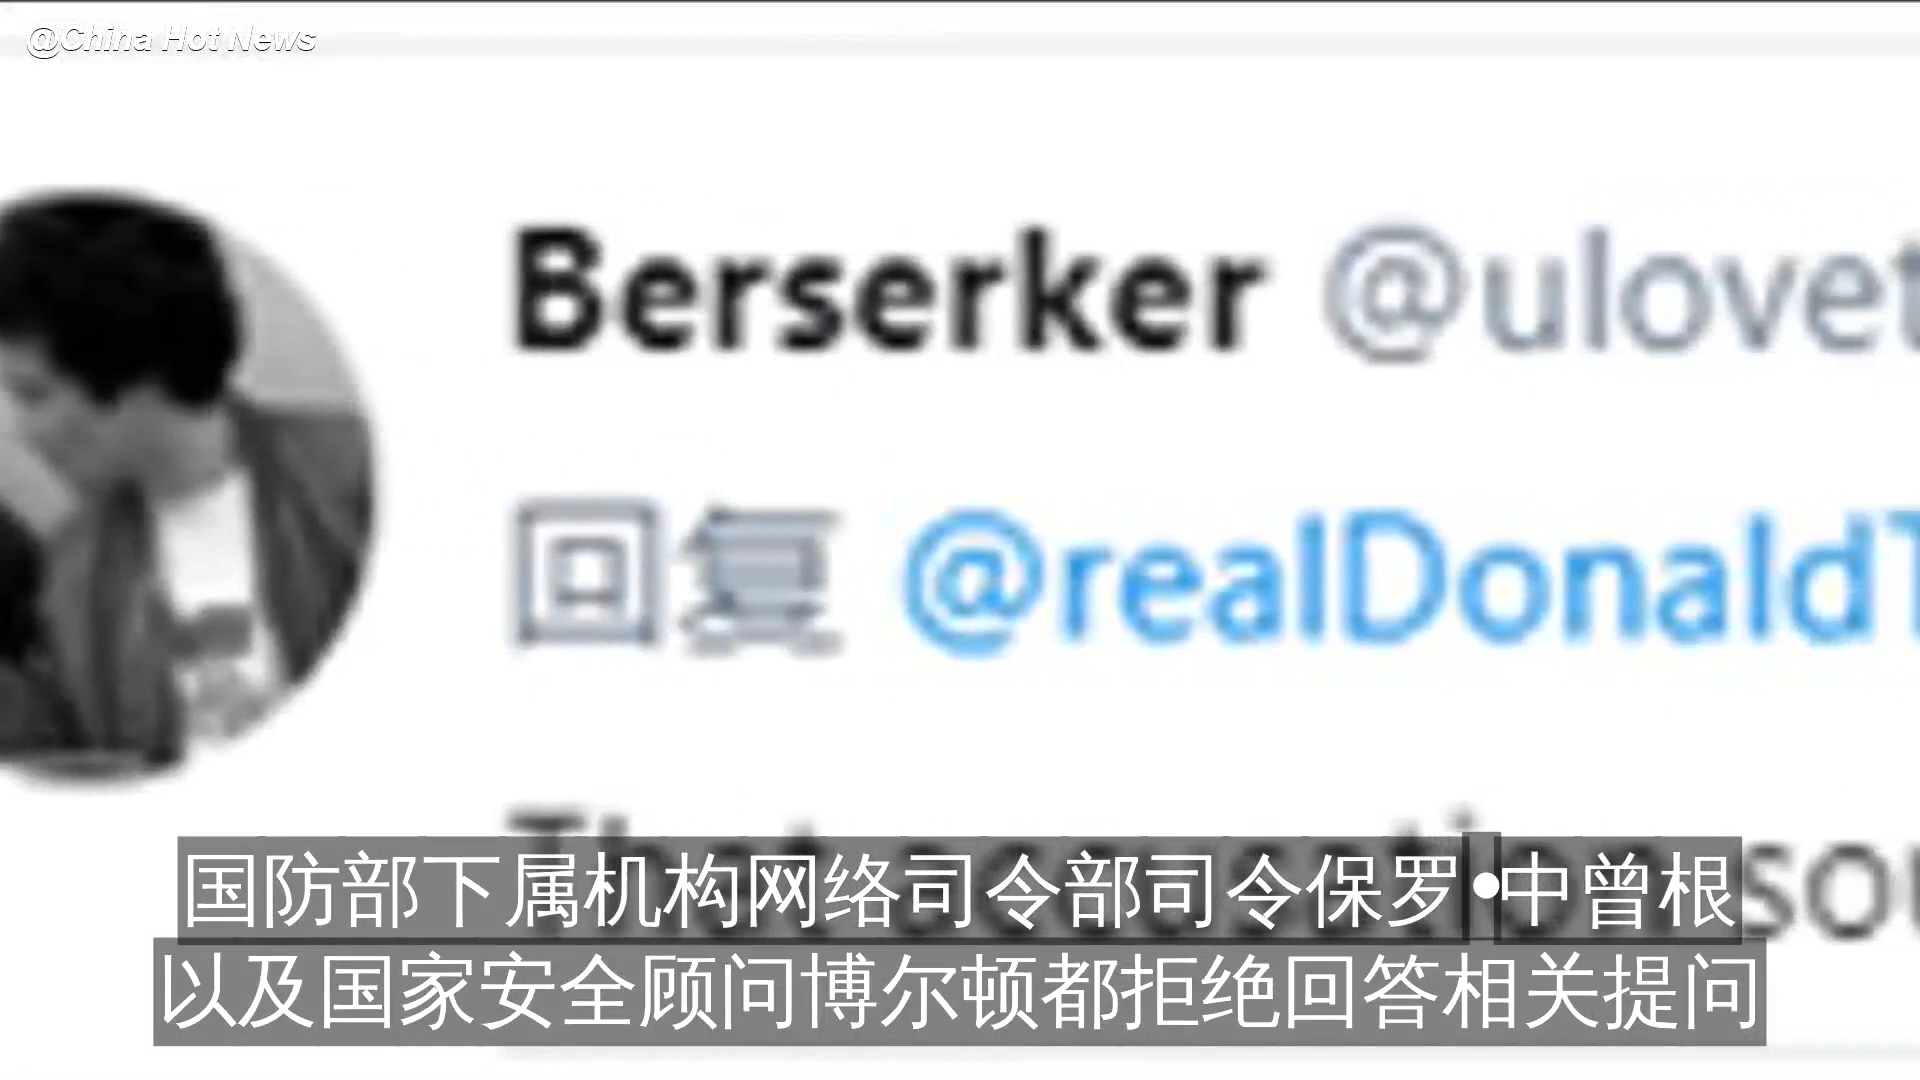 @China Hot News
Berserker @ulovet
回复 @realDonaldT
国防部下属机构网络司令部司令保罗•中曾根
以及国家安全顾问博尔顿都拒绝回答相关提问